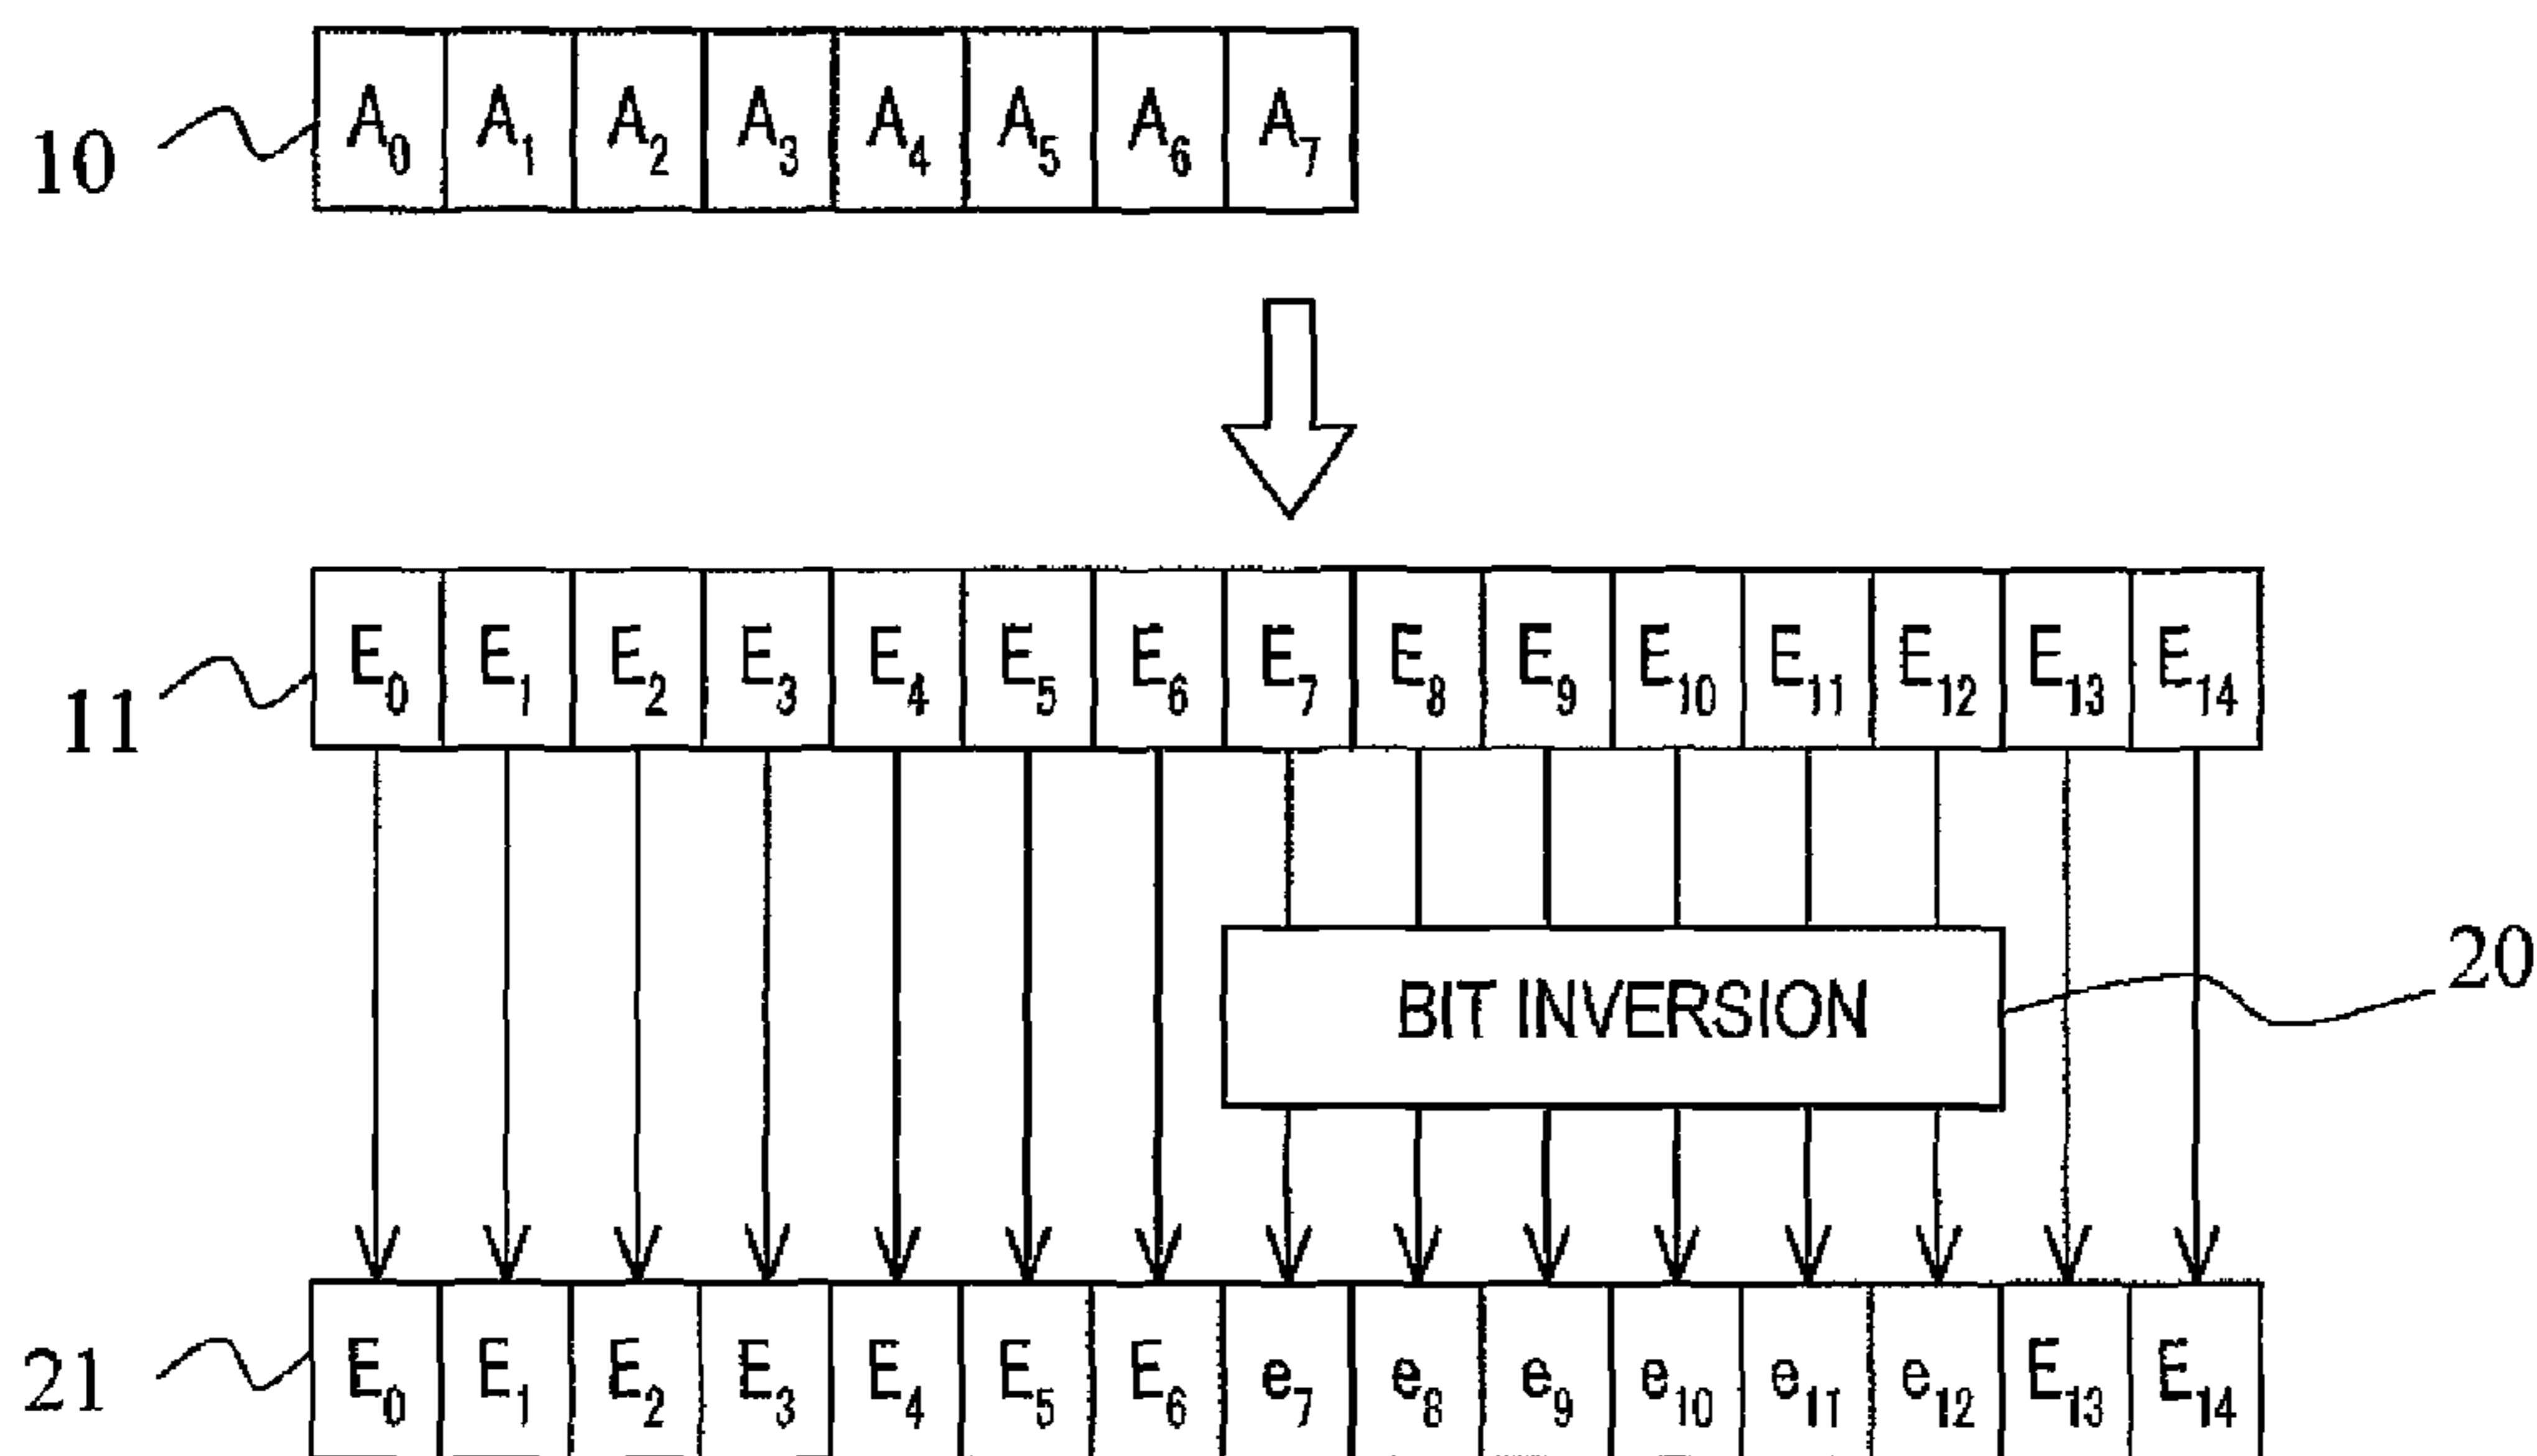 10 A₀ A₁ A₂ A₃ A₄ A₅ A₆ A₇
11 E₀ E₁ E₂ E₃ E₄ E₅ E₆ E₇ E₈ E₉ E₁₀ E₁₁ E₁₂ E₁₃ E₁₄
BIT INVERSION 20
21 E₀ E₁ E₂ E₃ E₄ E₅ E₆ e₇ e₈ e₉ e₁₀ e₁₁ e₁₂ E₁₃ E₁₄